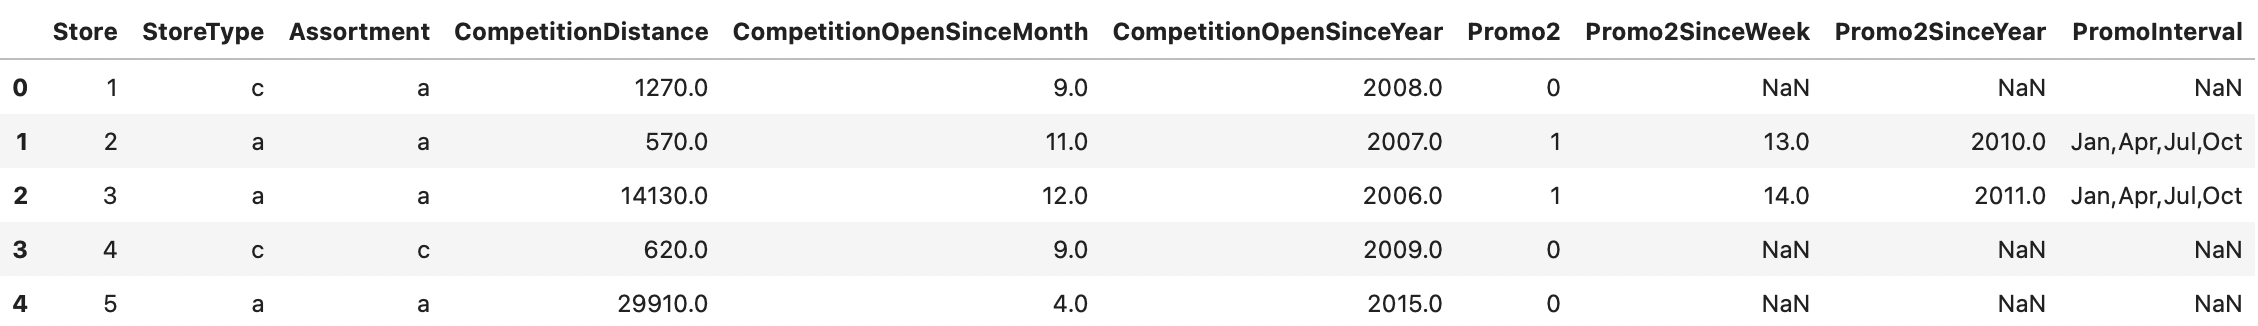 Store StoreType Assortment CompetitionDistance CompetitionOpenSinceMonth CompetitionOpenSinceYear Promo2 Promo2SinceWeek Promo2SinceYear PromoInterval
0 1 c a 1270.0 9.0 2008.0 0 NaN NaN NaN
1 2 a a 570.0 11.0 2007.0 1 13.0 2010.0 Jan,Apr,Jul,Oct
2 3 a a 14130.0 12.0 2006.0 1 14.0 2011.0 Jan,Apr,Jul,Oct
3 4 c c 620.0 9.0 2009.0 0 NaN NaN NaN
4 5 a a 29910.0 4.0 2015.0 0 NaN NaN NaN